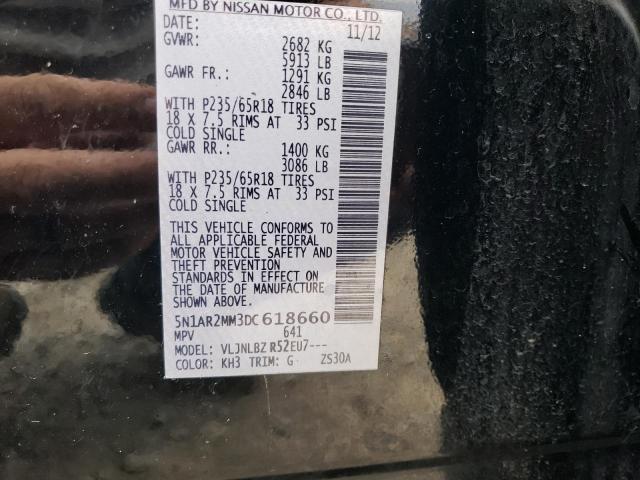 MFD BY NISSAN MOTOR CO., LTD.
DATE: 11/12
GVWR: 2682 KG
5913 LB
GAWR FR.: 1291 KG
2846 LB
WITH P235/65R18 TIRES
18 X 7.5 RIMS AT 33 PSI
COLD SINGLE
GAWR RR.: 1400 KG
3086 LB
WITH P235/65R18 TIRES
18 X 7.5 RIMS AT 33 PSI
COLD SINGLE
THIS VEHICLE CONFORMS TO
ALL APPLICABLE FEDERAL
MOTOR VEHICLE SAFETY AND
THEFT PREVENTION
STANDARDS IN EFFECT ON
THE DATE OF MANUFACTURE
SHOWN ABOVE.
5N1AR2MM3DC618660
MPV 641
MODEL: VLJNLBZ R52EU7---
COLOR: KH3 TRIM: G ZS30A